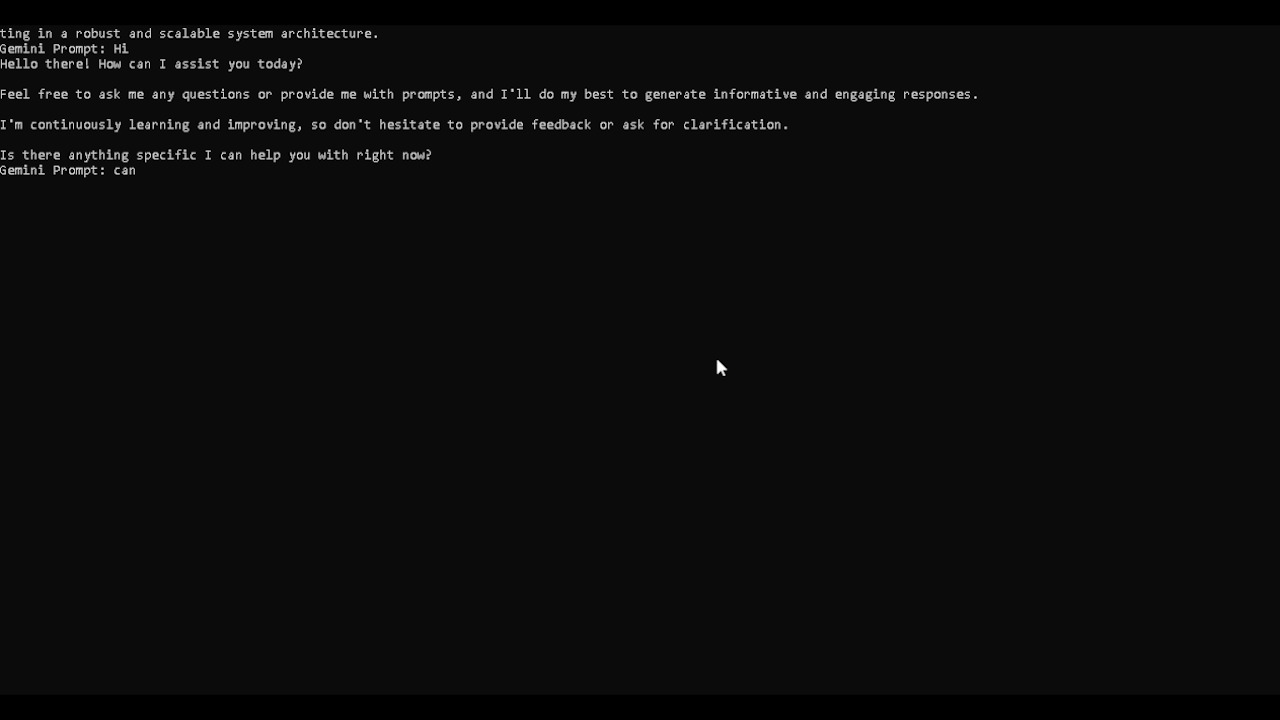 ting in a robust and scalable system architecture.
Gemini Prompt: Hi
Hello there! How can I assist you today?
Feel free to ask me any questions or provide me with prompts, and I'll do my best to generate informative and engaging responses.
I'm continuously learning and improving, so don't hesitate to provide feedback or ask for clarification.
Is there anything specific I can help you with right now?
Gemini Prompt: can